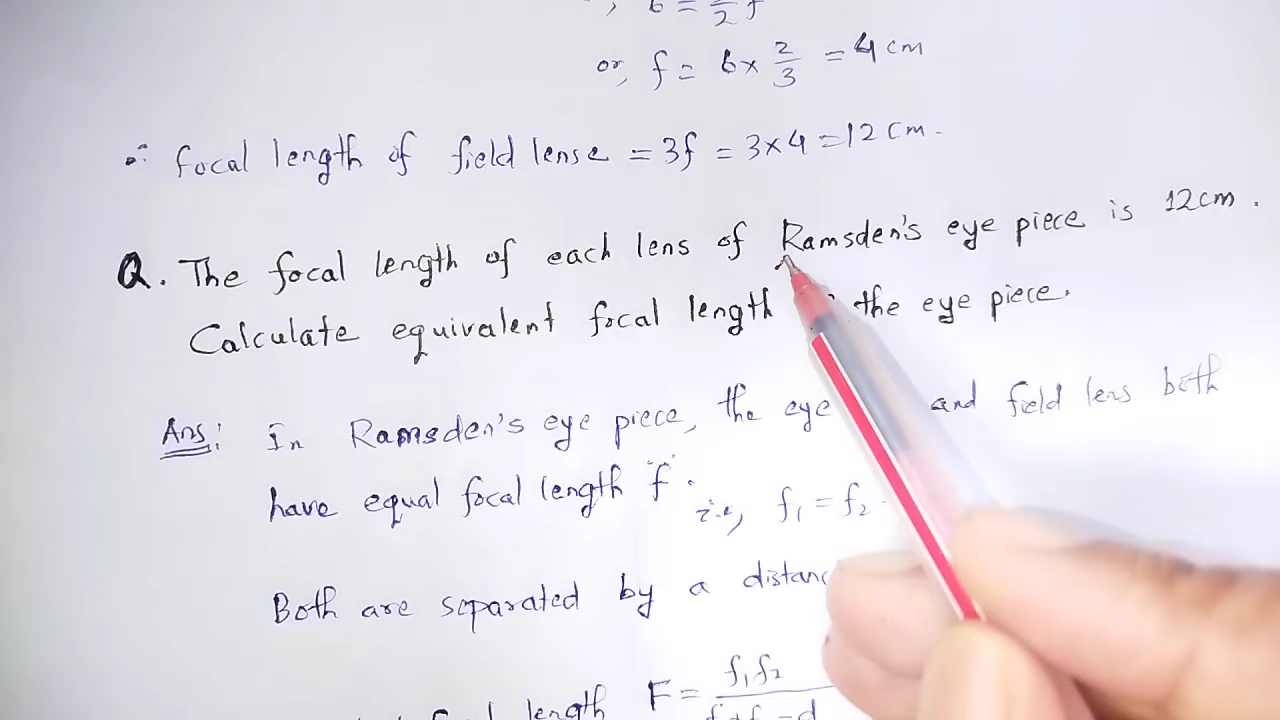 or, f = 6 × 2/3 = 4 cm
∴ focal length of field lense = 3f = 3×4 = 12 cm.
Q. The focal length of each lens of Ramsden's eye piece is 12cm.
Calculate equivalent focal length the eye piece.
Ans: In Ramsden's eye piece, the eye and field lens both
have equal focal length "f".
i.e, f₁ = f₂
Both are separated by a distanc
length F = f₁f₂